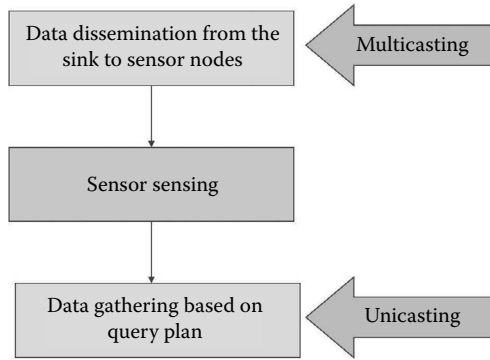 Data dissemination from the
sink to sensor nodes
Multicasting
Sensor sensing
Data gathering based on
query plan
Unicasting